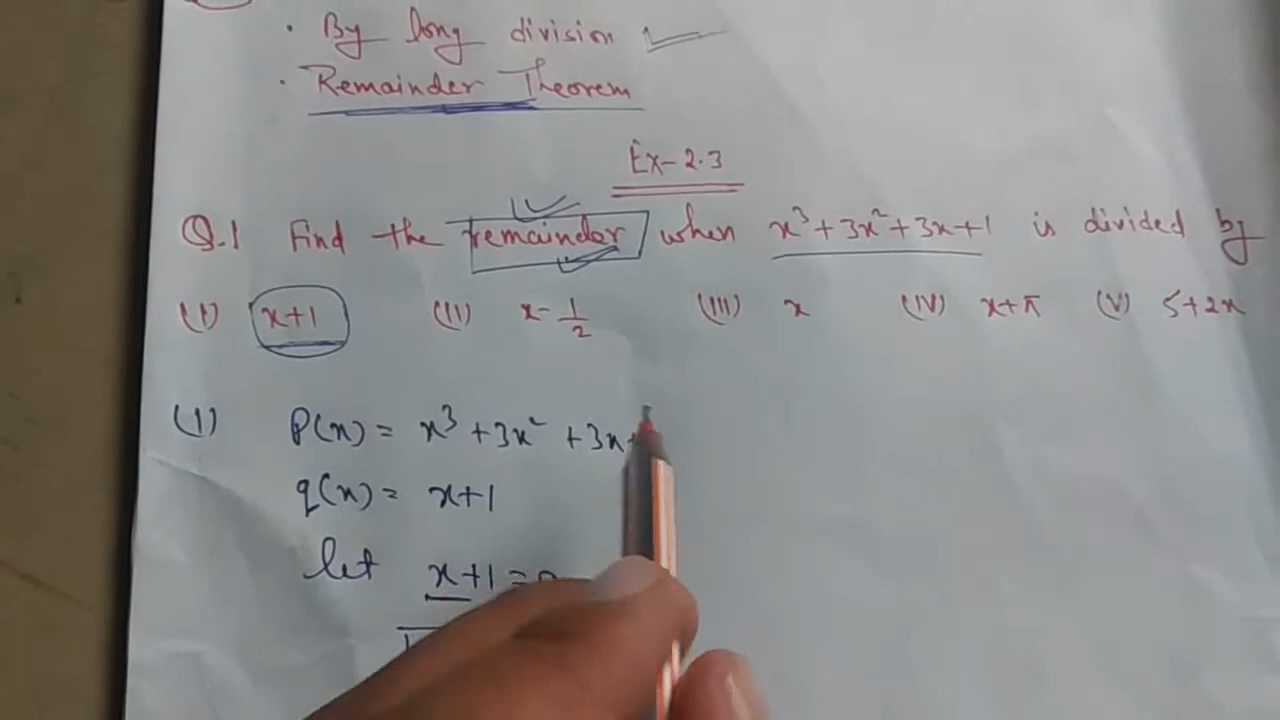 · By long division
· Remainder Theorem
Ex-2.3
Q.1 Find the remainder when x³+3x²+3x+1 is divided by
(I) x+1 (II) x-1/2 (III) x (IV) x+π (V) 5+2x
(I) P(x) = x³+3x²+3x+
q(x) = x+1
let x+1=0